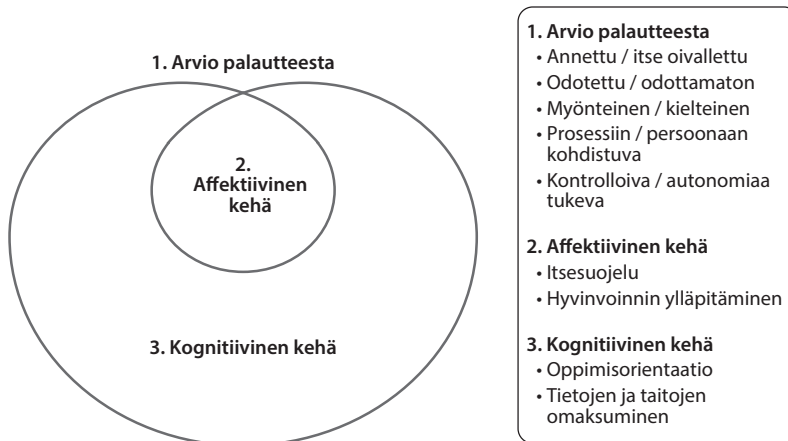 1. Arvio palautteesta
2.
Affektiivinen
kehä
3. Kognitiivinen kehä
1. Arvio palautteesta
• Annettu / itse oivallettu
• Odotettu / odottamaton
• Myönteinen / kielteinen
• Prosessiin / persoonaan
kohdistuva
• Kontrolloiva / autonomiaa
tukeva
2. Affektiivinen kehä
• Itsesuojelu
• Hyvinvoinnin ylläpitäminen
3. Kognitiivinen kehä
• Oppimisorientaatio
• Tietojen ja taitojen
omaksuminen